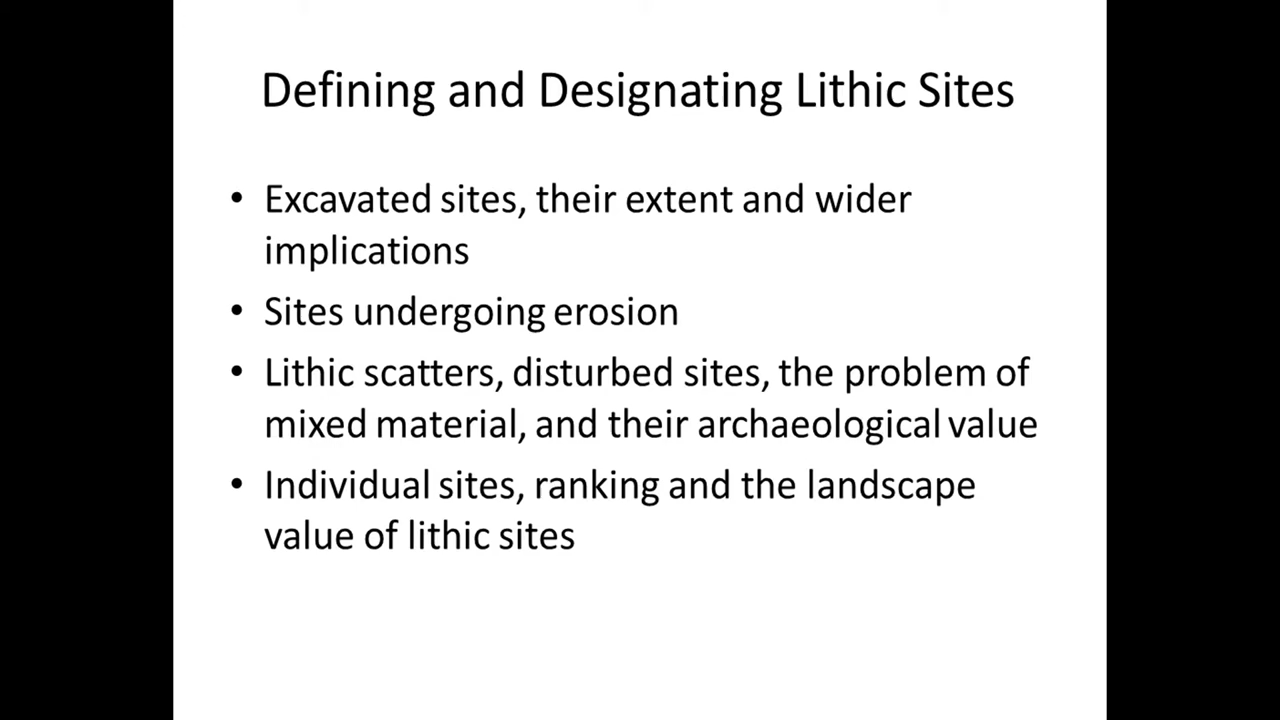 Defining and Designating Lithic Sites
• Excavated sites, their extent and wider
implications
• Sites undergoing erosion
• Lithic scatters, disturbed sites, the problem of
mixed material, and their archaeological value
• Individual sites, ranking and the landscape
value of lithic sites